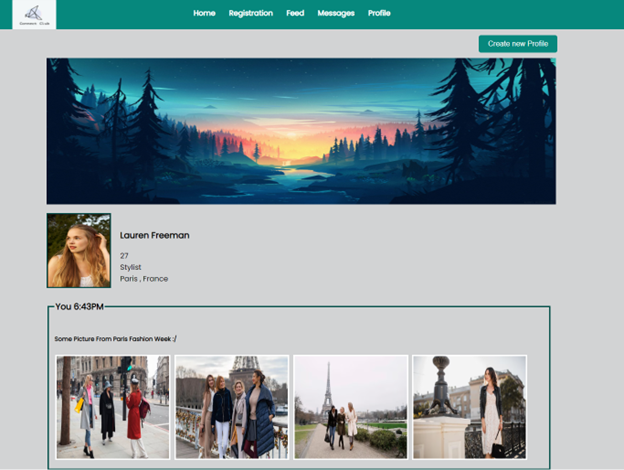 Connect Club
Home Registration Feed Messages Profile
Create new Profile
Lauren Freeman
27
Stylist
Paris , France
You 6:43PM
Some Picture From Paris Fashion Week :/